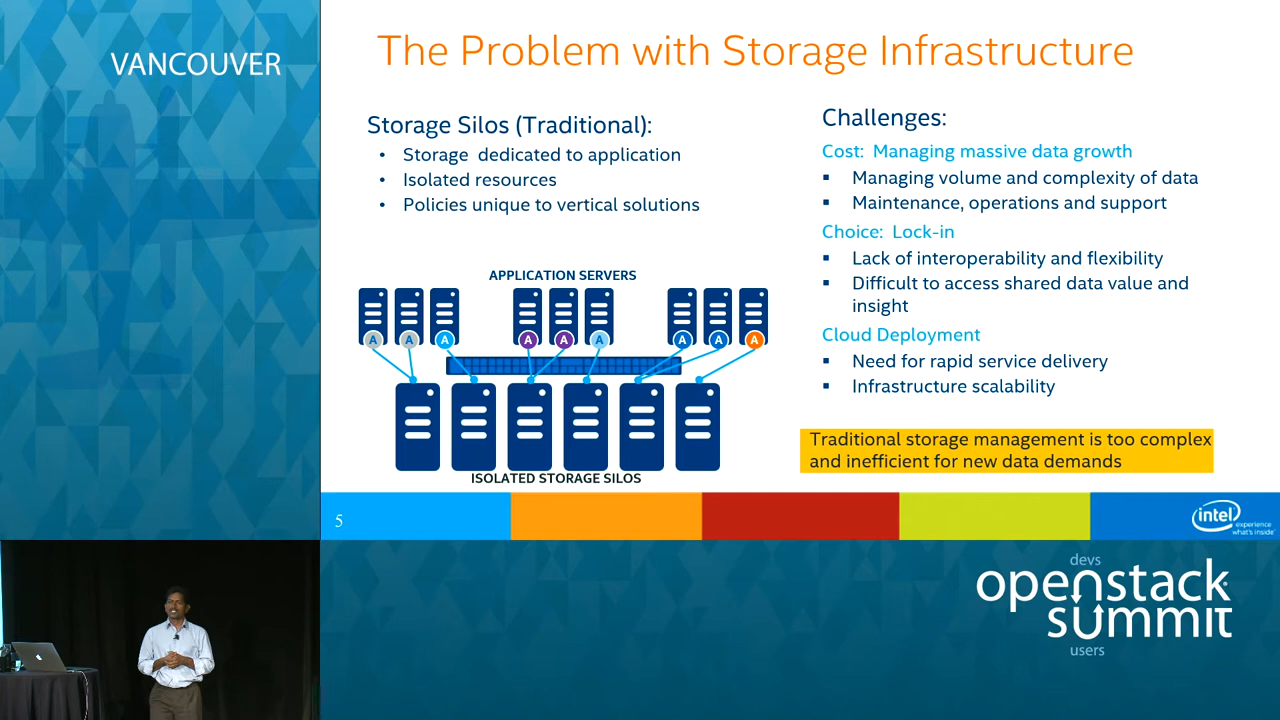 VANCOUVER
The Problem with Storage Infrastructure
Storage Silos (Traditional):
• Storage dedicated to application
• Isolated resources
• Policies unique to vertical solutions
APPLICATION SERVERS
A A A A A A A A A
ISOLATED STORAGE SILOS
Challenges:
Cost: Managing massive data growth
▪ Managing volume and complexity of data
▪ Maintenance, operations and support
Choice: Lock-in
▪ Lack of interoperability and flexibility
▪ Difficult to access shared data value and
insight
Cloud Deployment
▪ Need for rapid service delivery
▪ Infrastructure scalability
Traditional storage management is too complex
and inefficient for new data demands
5
intel
experience
what's inside™
devs
openstack
summit
users